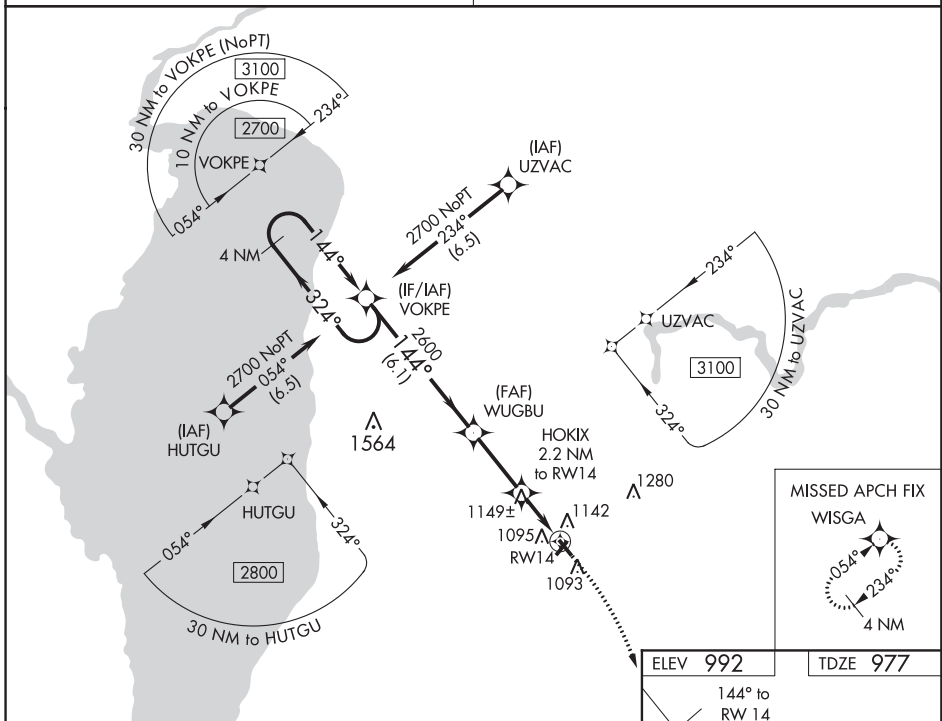 30 NM to VOKPE (NoPT)
3100
10 NM to VOKPE
2700
234°
VOKPE
054°
(IAF)
UZVAC
2700 NoPT
234°
(6.5)
4 NM
144°
324°
(IF/IAF)
VOKPE
2600
144°
(6.1)
2700 NoPT
054°
(6.5)
(IAF)
HUTGU
1564
(FAF)
WUGBU
HOKIX
2.2 NM
to RW14
1149±
1142
1095
RW14
1093
1280
234°
UZVAC
3100
324°
30 NM to UZVAC
HUTGU
054°
324°
2800
30 NM to HUTGU
MISSED APCH FIX
WISGA
054°
234°
4 NM
ELEV 992
TDZE 977
144° to
RW 14